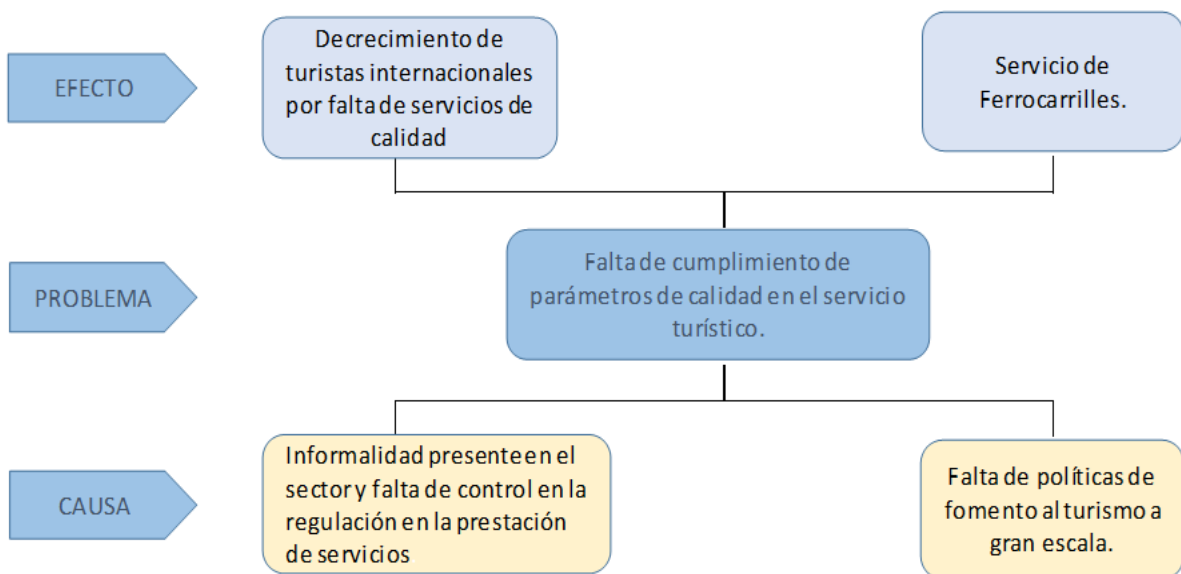 EFECTO
Decrecimiento de
turistas internacionales
por falta de servicios de
calidad
Servicio de
Ferrocarrilles.
PROBLEMA
Falta de cumplimiento de
parámetros de calidad en el servicio
turístico.
CAUSA
Informalidad presente en el
sector y falta de control en la
regulación en la prestación
de servicios
Falta de políticas de
fomento al turismo a
gran escala.